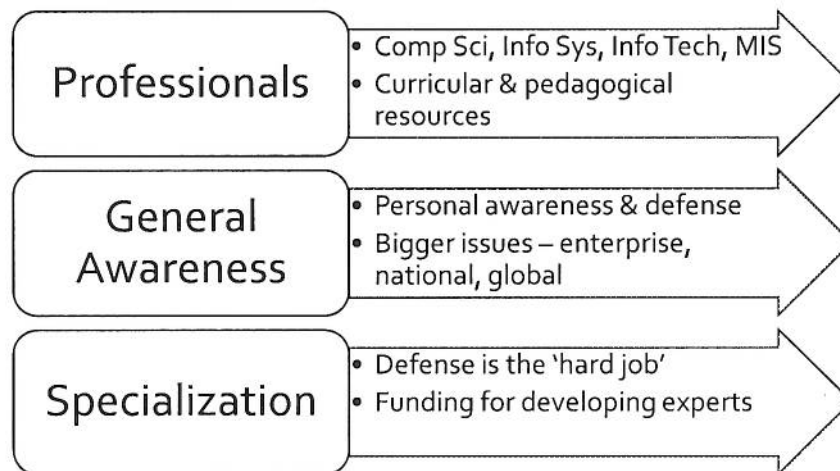 Professionals
• Comp Sci, Info Sys, Info Tech, MIS
• Curricular & pedagogical
resources
General
Awareness
• Personal awareness & defense
• Bigger issues – enterprise,
national, global
Specialization
• Defense is the ‘hard job’
• Funding for developing experts